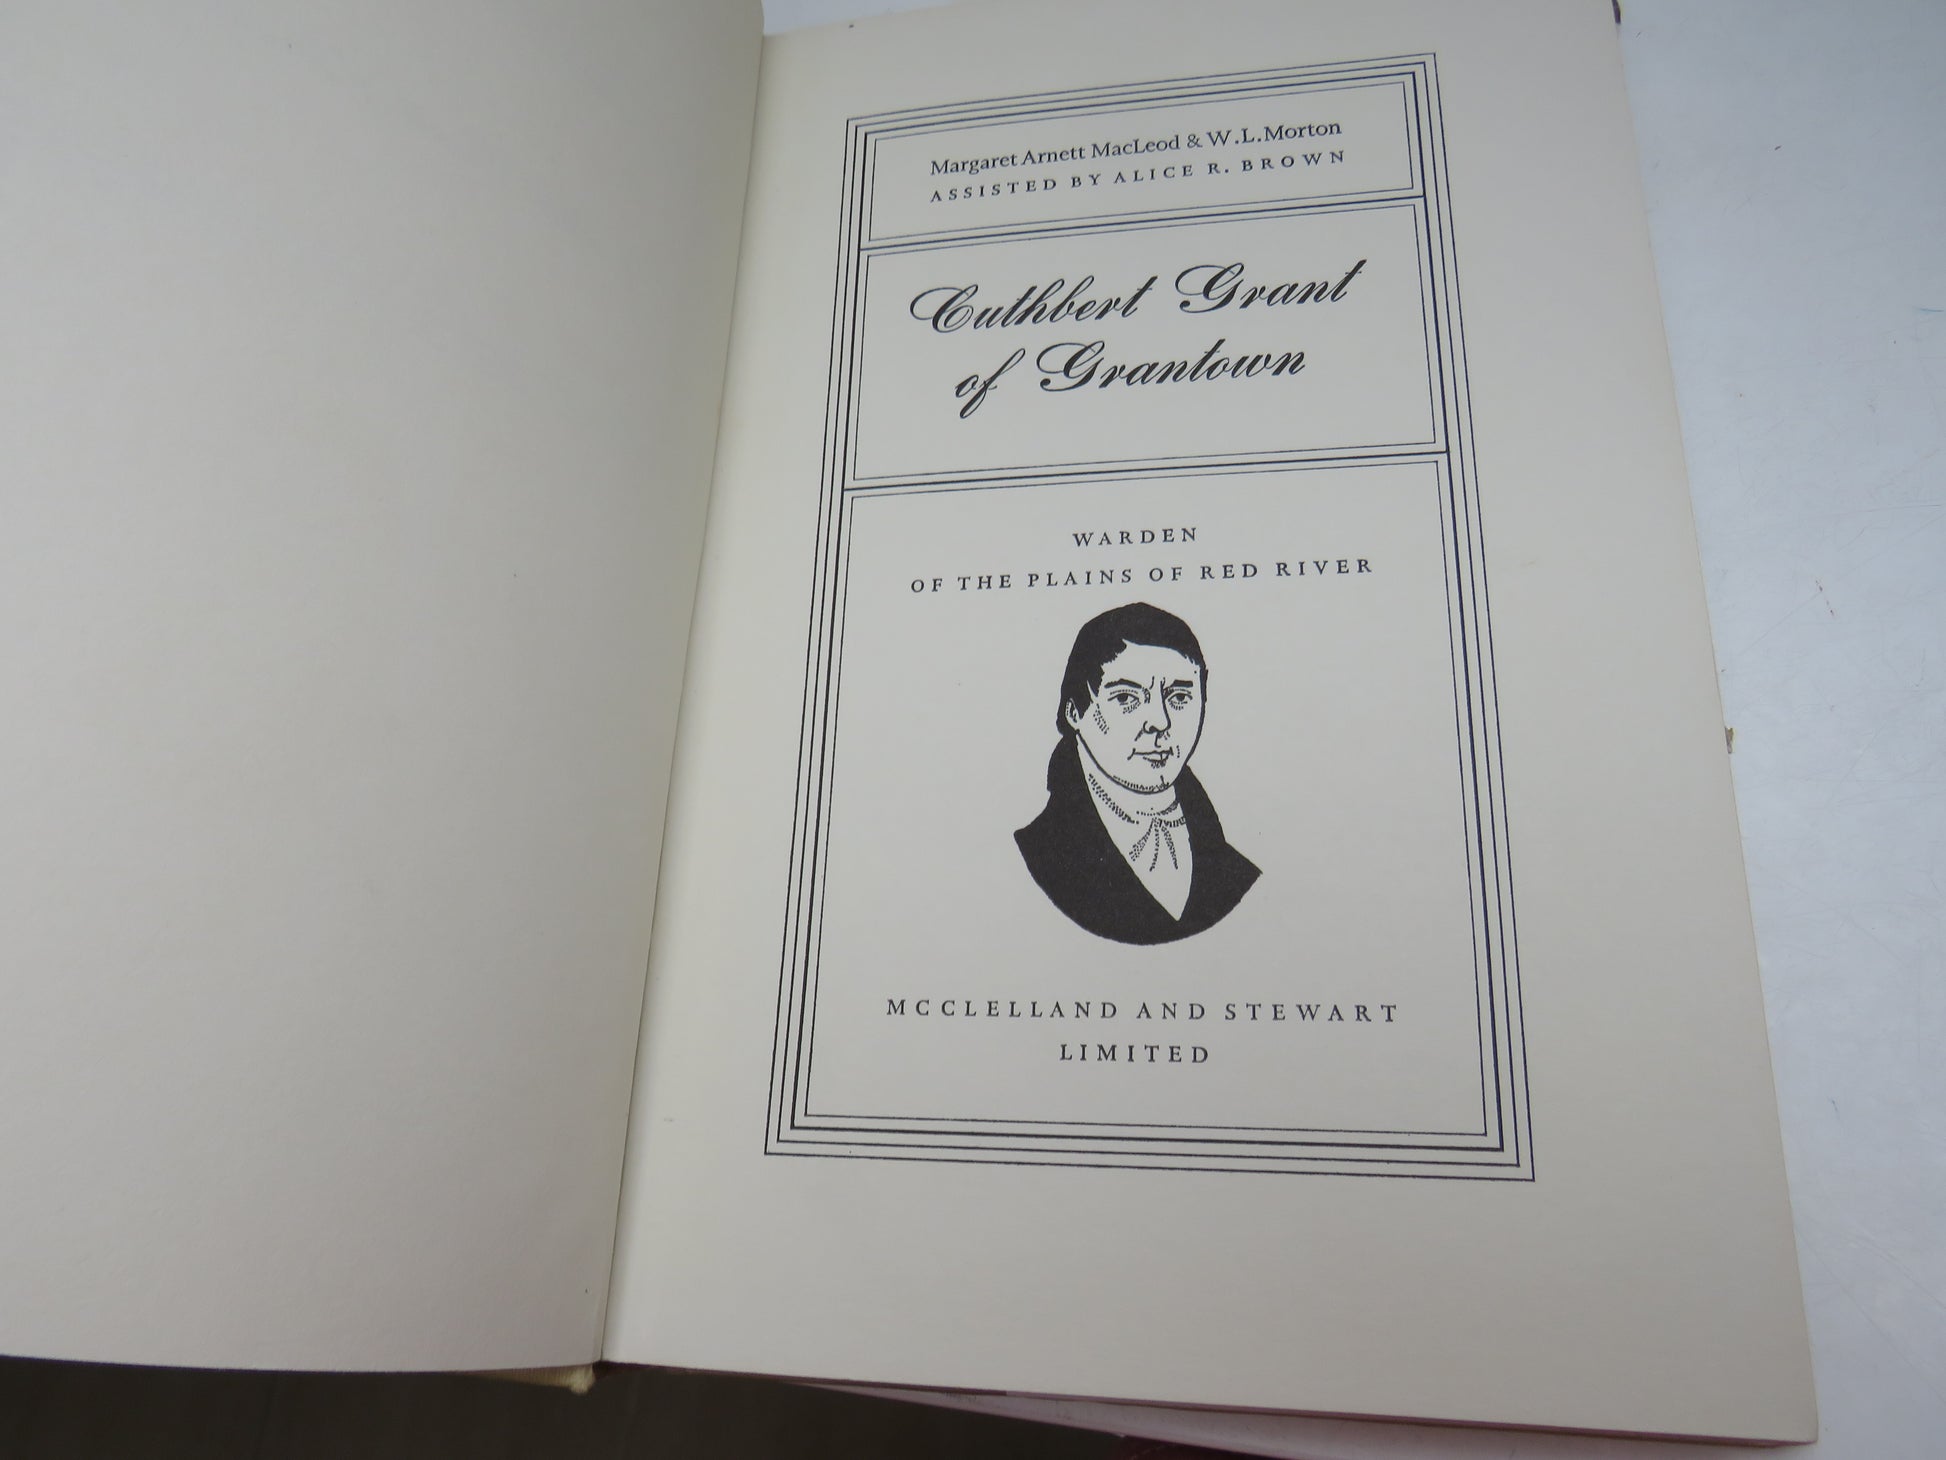 Margaret Arnett MacLeod & W.L.Morton
ASSISTED BY ALICE R. BROWN
Cuthbert Grant
of Grantown
WARDEN
OF THE PLAINS OF RED RIVER
MCCLELLAND AND STEWART
LIMITED